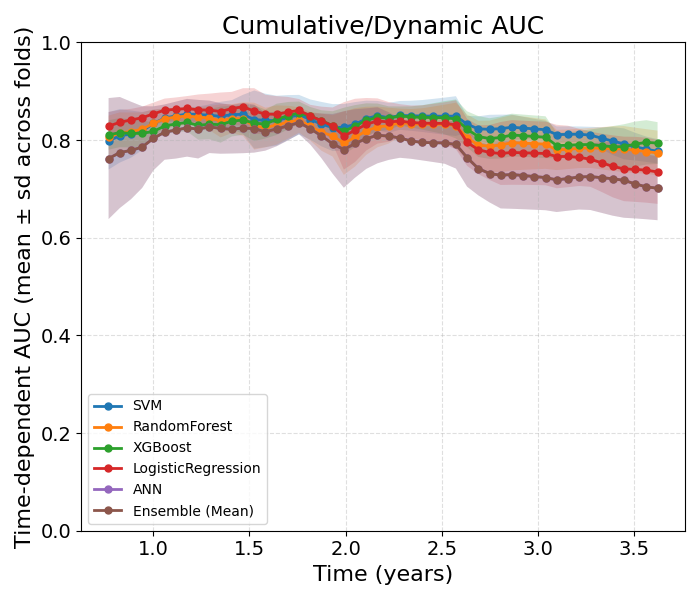 Cumulative/Dynamic AUC
Time-dependent AUC (mean ± sd across folds)
1.0
0.8
0.6
0.4
0.2
0.0
SVM
RandomForest
XGBoost
LogisticRegression
ANN
Ensemble (Mean)
1.0 1.5 2.0 2.5 3.0 3.5
Time (years)